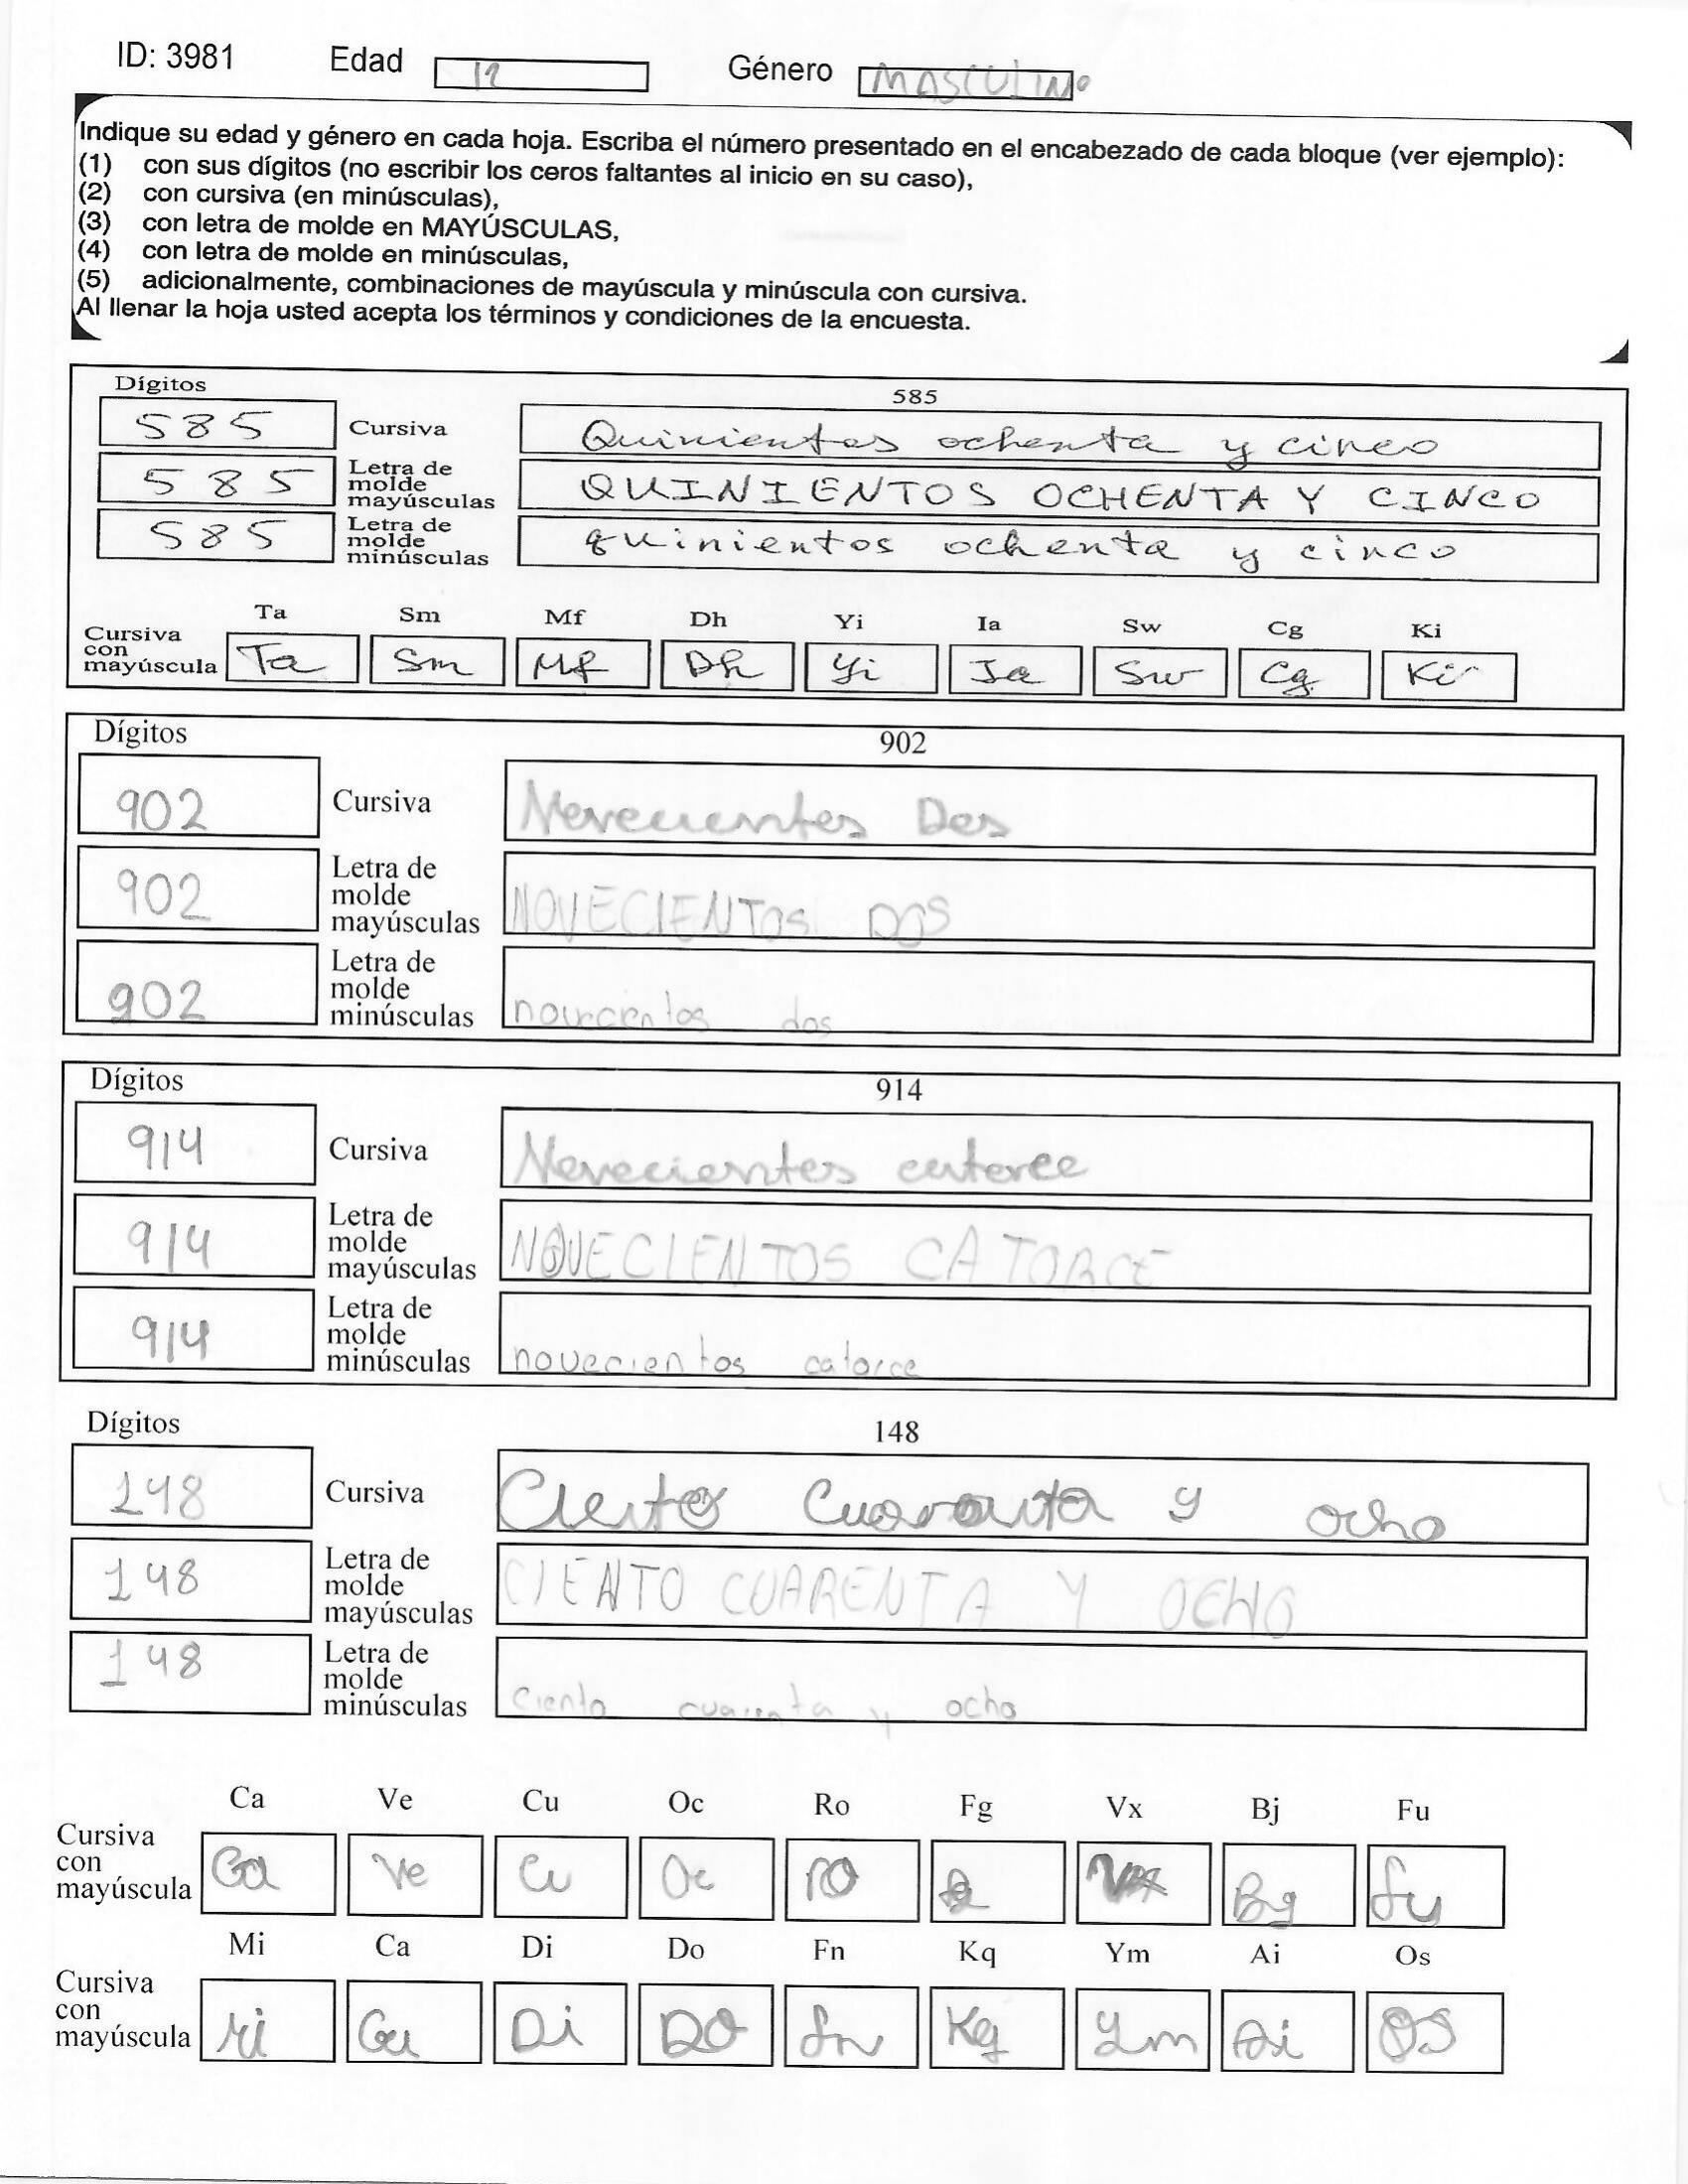 ID: 3981 Edad 12 Género MASCULINO
Indique su edad y género en cada hoja. Escriba el número presentado en el encabezado de cada bloque (ver ejemplo):
(1) con sus dígitos (no escribir los ceros faltantes al inicio en su caso),
(2) con cursiva (en minúsculas),
(3) con letra de molde en MAYÚSCULAS,
(4) con letra de molde en minúsculas,
(5) adicionalmente, combinaciones de mayúscula y minúscula con cursiva.
Al llenar la hoja usted acepta los términos y condiciones de la encuesta.
Dígitos 585
585 Cursiva Quinientos ochenta y cinco
585 Letra de molde mayúsculas QUINIENTOS OCHENTA Y CINCO
585 Letra de molde minúsculas quinientos ochenta y cinco
Ta Sm Mf Dh Yi Ia Sw Cg Ki
Cursiva con mayúscula Ta Sm Mf Dh Yi Ia Sw Cg Ki
Dígitos 902
902 Cursiva Novecientos Dos
902 Letra de molde mayúsculas NOVECIENTOS DOS
902 Letra de molde minúsculas novecientos dos
Dígitos 914
914 Cursiva Novecientos catorce
914 Letra de molde mayúsculas NOVECIENTOS CATORCE
914 Letra de molde minúsculas novecientos catorce
Dígitos 148
148 Cursiva Ciento Cuaranta y ocho
148 Letra de molde mayúsculas CIENTO CUARENTA Y OCHO
148 Letra de molde minúsculas ciento cuarenta y ocho
Ca Ve Cu Oc Ro Fg Vx Bj Fu
Cursiva con mayúscula Ca Ve Cu Oc ro Vx Bg fu
Mi Ca Di Do Fn Kq Ym Ai Os
Cursiva con mayúscula Mi Ca Di DO fn Kq Ym Ai OS